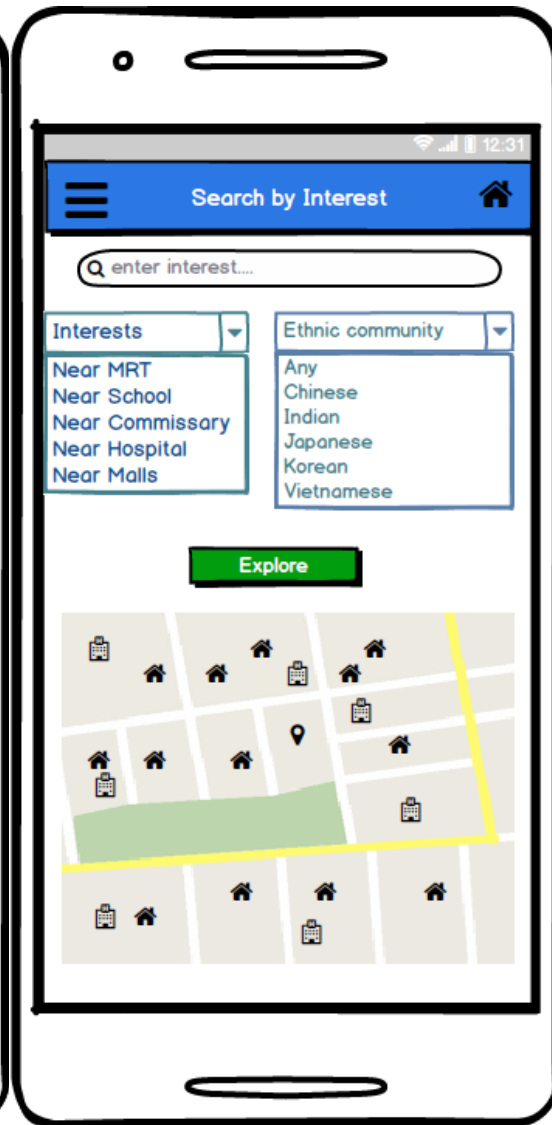 12:31
Search by Interest
enter interest....
Interests
Near MRT
Near School
Near Commissary
Near Hospital
Near Malls
Ethnic community
Any
Chinese
Indian
Japanese
Korean
Vietnamese
Explore